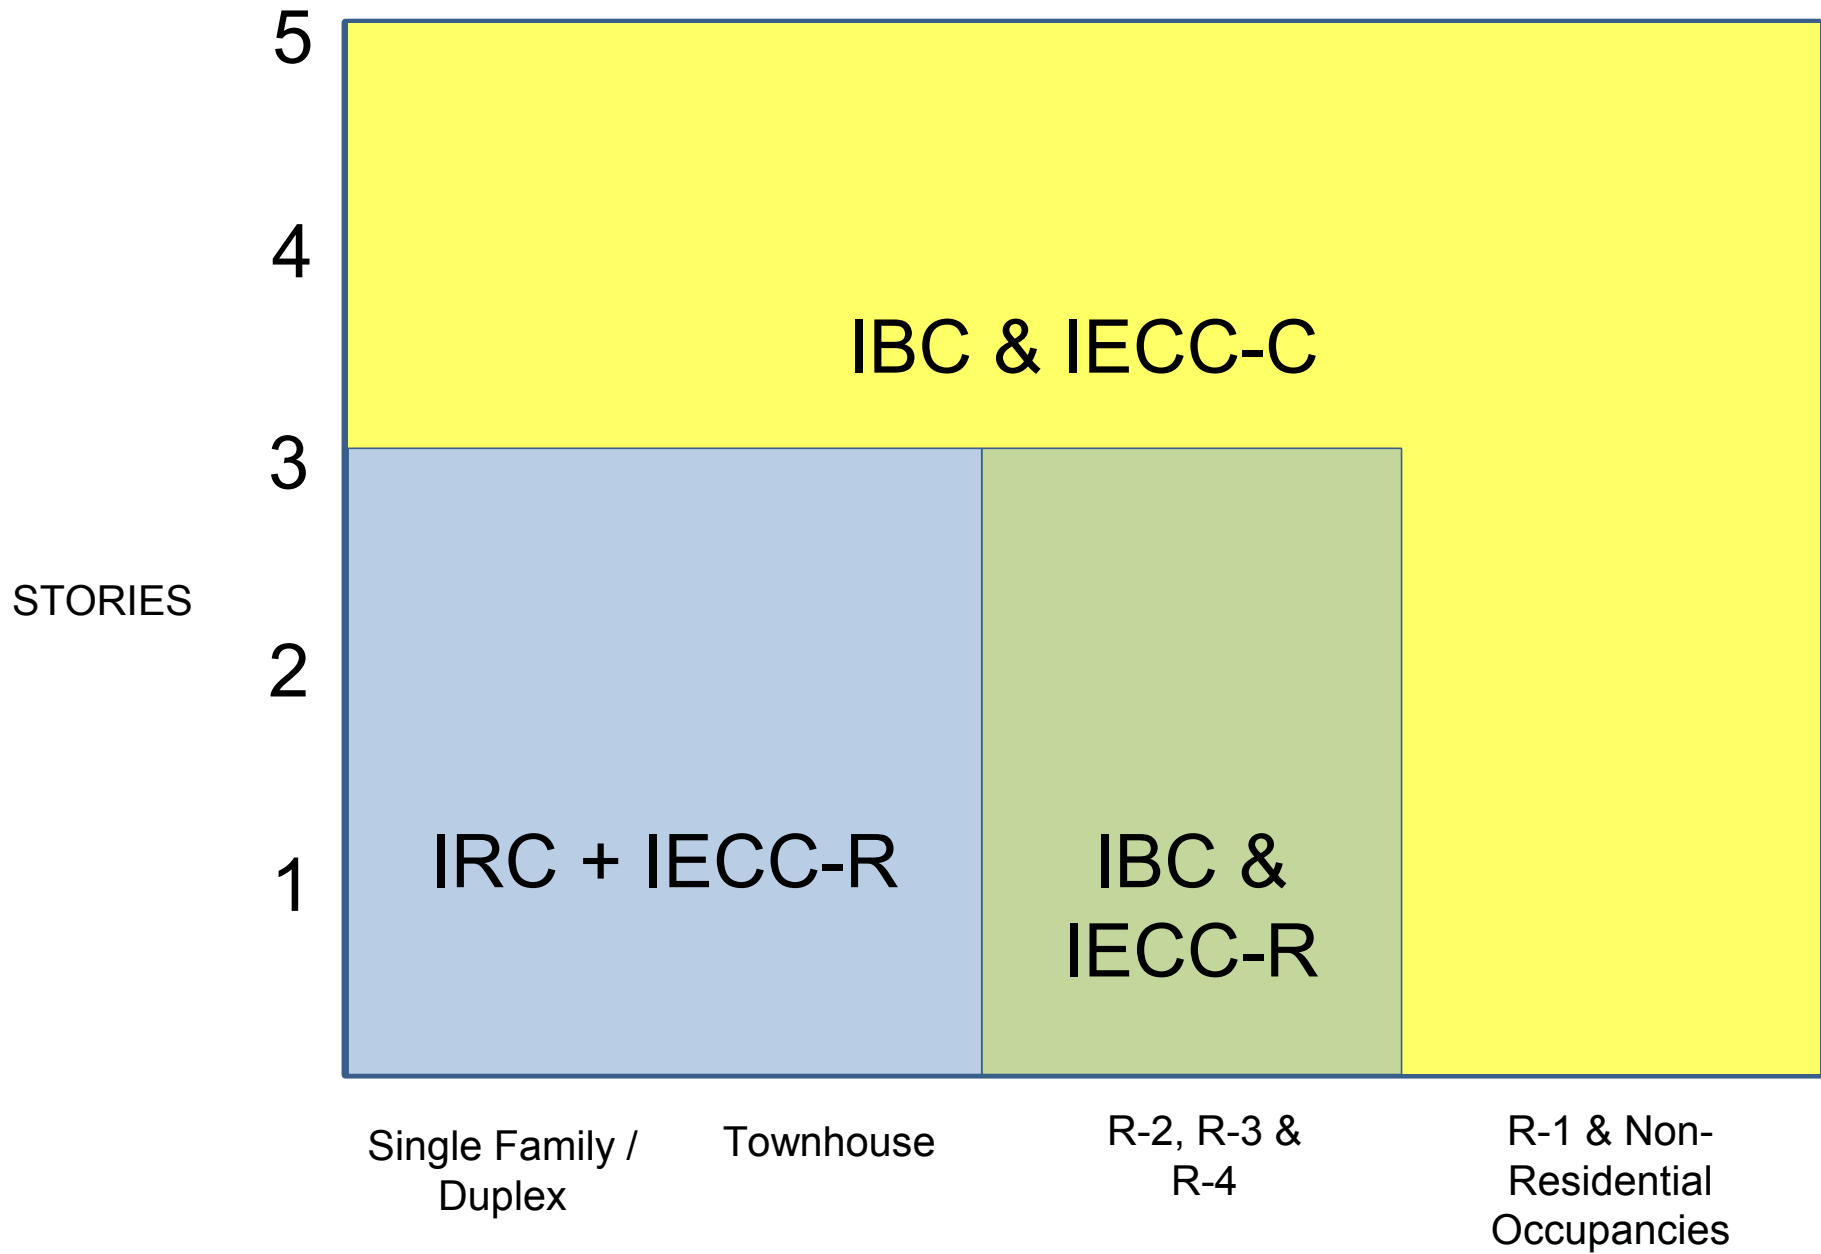 5
4
IBC & IECC-C
3
STORIES
2
1
IRC + IECC-R
IBC &
IECC-R
Single Family /
Duplex
Townhouse
R-2, R-3 &
R-4
R-1 & Non-
Residential
Occupancies